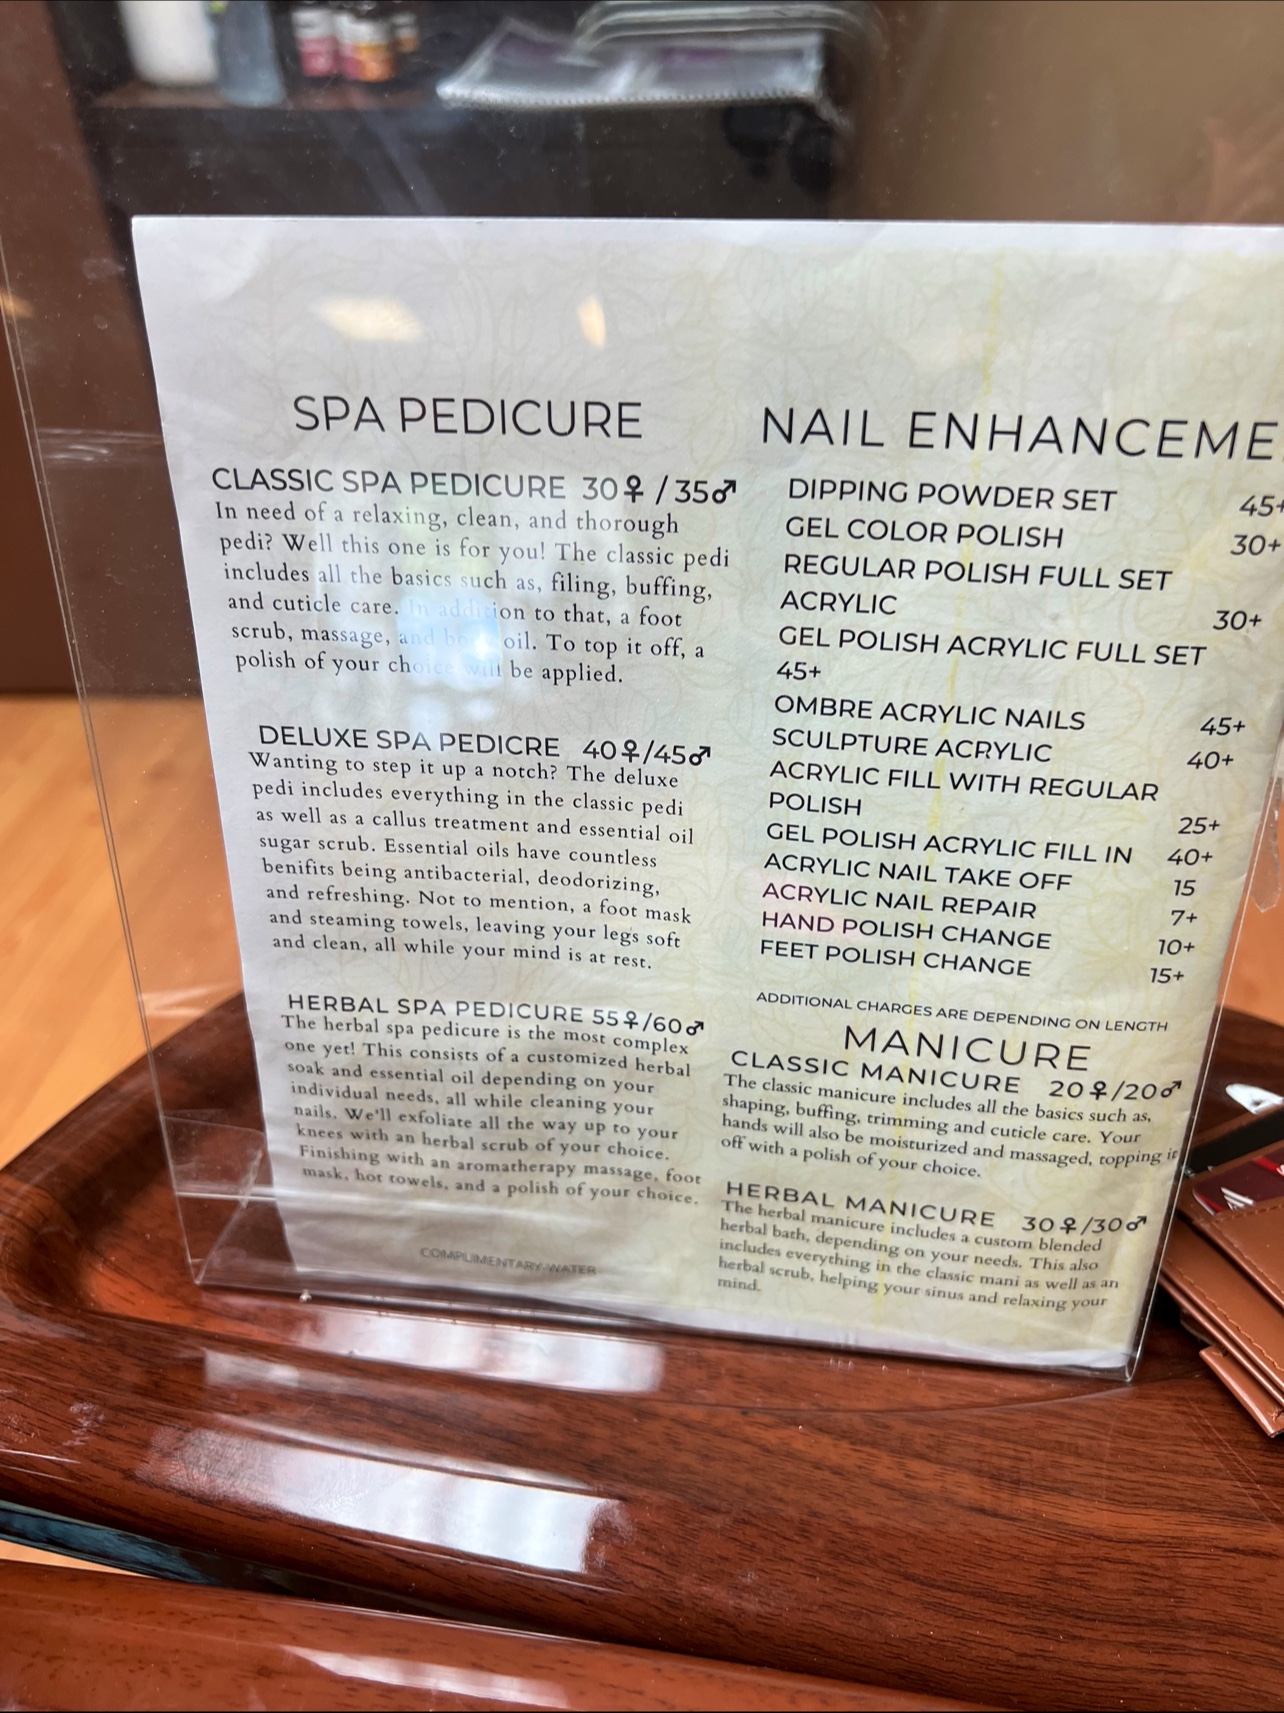 SPA PEDICURE
CLASSIC SPA PEDICURE 30♀ / 35♂
In need of a relaxing, clean, and thorough
pedi? Well this one is for you! The classic pedi
includes all the basics such as, filing, buffing,
and cuticle care. In addition to that, a foot
scrub, massage, and body oil. To top it off, a
polish of your choice will be applied.
DELUXE SPA PEDICRE 40♀/45♂
Wanting to step it up a notch? The deluxe
pedi includes everything in the classic pedi
as well as a callus treatment and essential oil
sugar scrub. Essential oils have countless
benifits being antibacterial, deodorizing,
and refreshing. Not to mention, a foot mask
and steaming towels, leaving your legs soft
and clean, all while your mind is at rest.
HERBAL SPA PEDICURE 55♀/60♂
The herbal spa pedicure is the most complex
one yet! This consists of a customized herbal
soak and essential oil depending on your
individual needs, all while cleaning your
nails. We'll exfoliate all the way up to your
knees with an herbal scrub of your choice.
Finishing with an aromatherapy massage, foot
mask, hot towels, and a polish of your choice.
COMPLIMENTARY WATER
NAIL ENHANCEME
DIPPING POWDER SET 45+
GEL COLOR POLISH 30+
REGULAR POLISH FULL SET
ACRYLIC 30+
GEL POLISH ACRYLIC FULL SET
45+
OMBRE ACRYLIC NAILS 45+
SCULPTURE ACRYLIC 40+
ACRYLIC FILL WITH REGULAR
POLISH 25+
GEL POLISH ACRYLIC FILL IN 40+
ACRYLIC NAIL TAKE OFF 15
ACRYLIC NAIL REPAIR 7+
HAND POLISH CHANGE 10+
FEET POLISH CHANGE 15+
ADDITIONAL CHARGES ARE DEPENDING ON LENGTH
MANICURE
CLASSIC MANICURE 20♀/20♂
The classic manicure includes all the basics such as,
shaping, buffing, trimming and cuticle care. Your
hands will also be moisturized and massaged, topping it
off with a polish of your choice.
HERBAL MANICURE 30♀/30♂
The herbal manicure includes a custom blended
herbal bath, depending on your needs. This also
includes everything in the classic mani as well as an
herbal scrub, helping your sinus and relaxing your
mind.